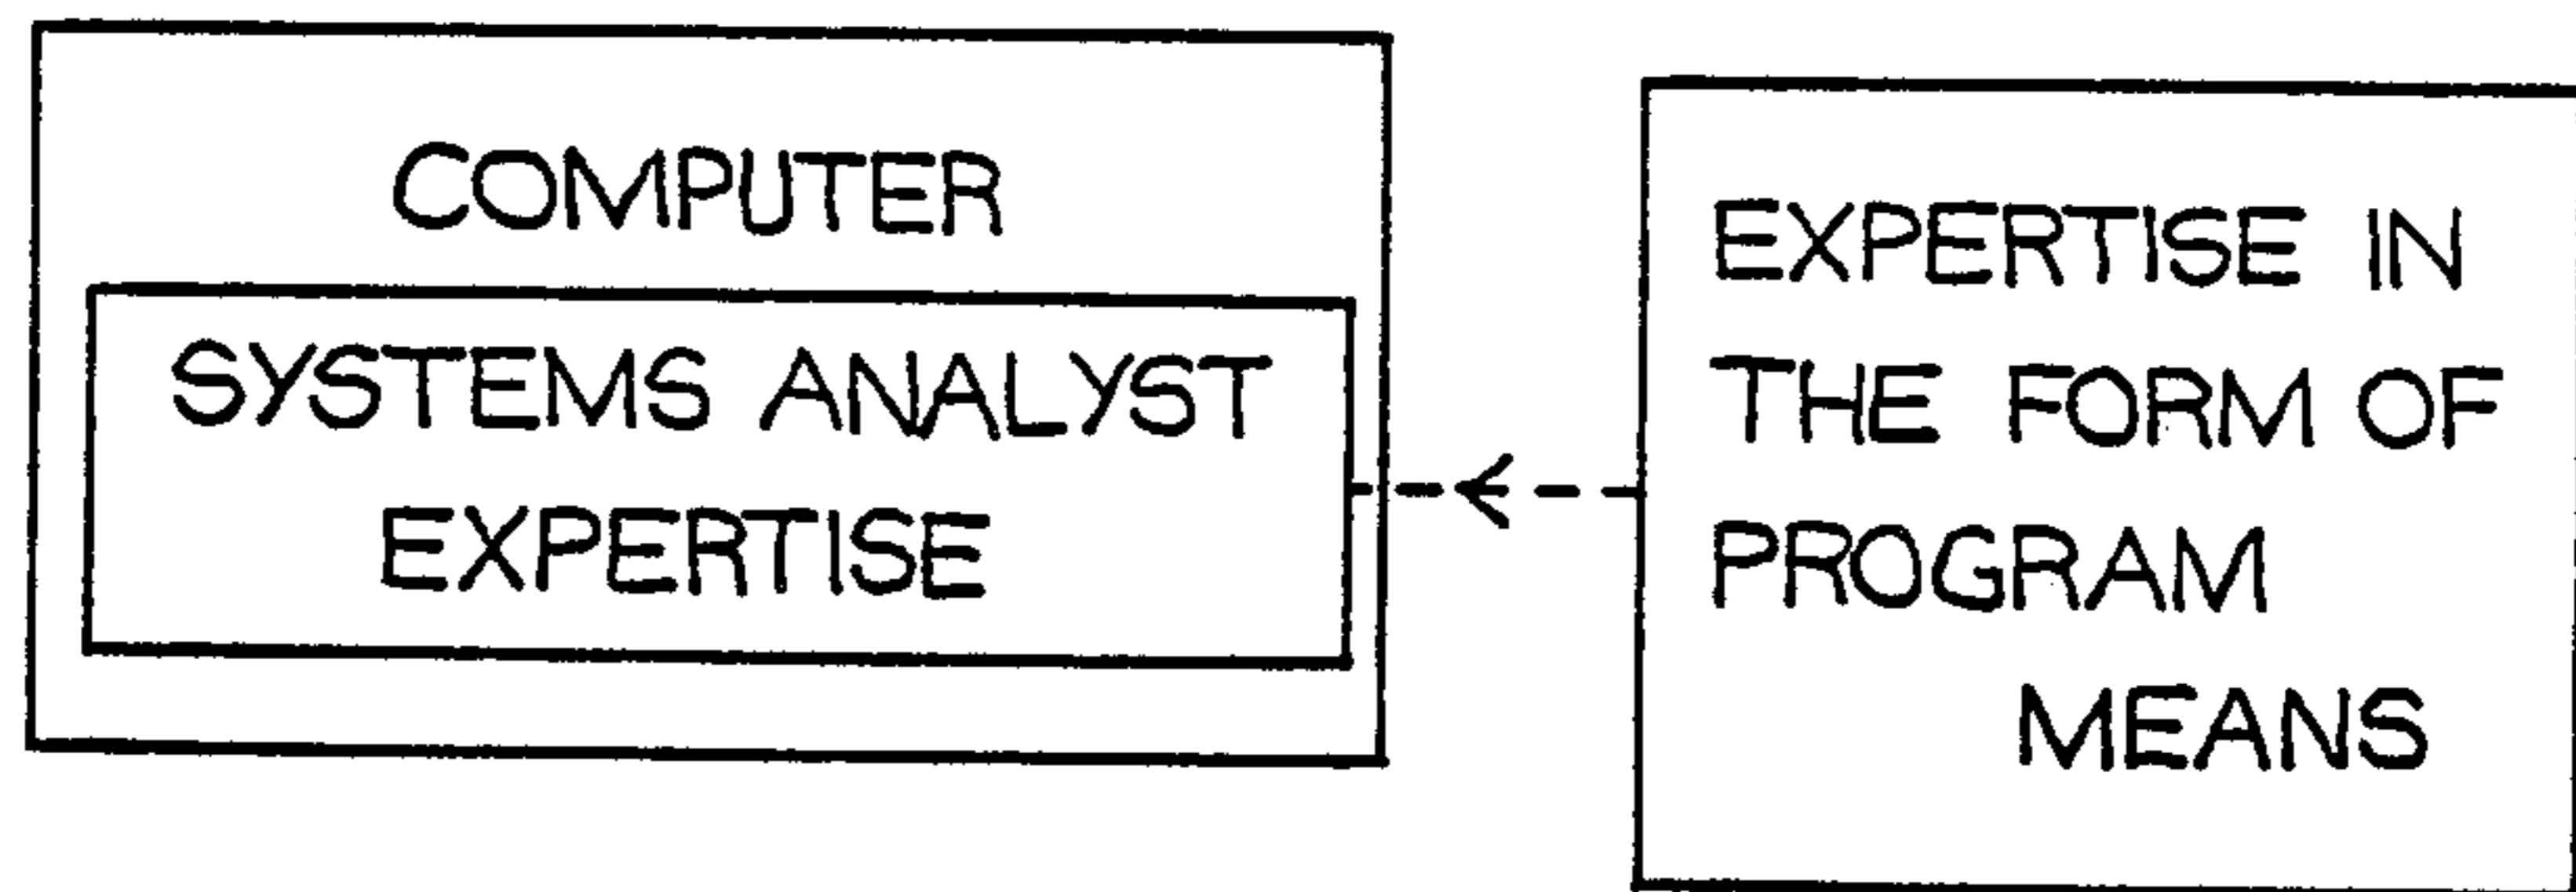 COMPUTER
SYSTEMS ANALYST
EXPERTISE
EXPERTISE IN
THE FORM OF
PROGRAM
MEANS